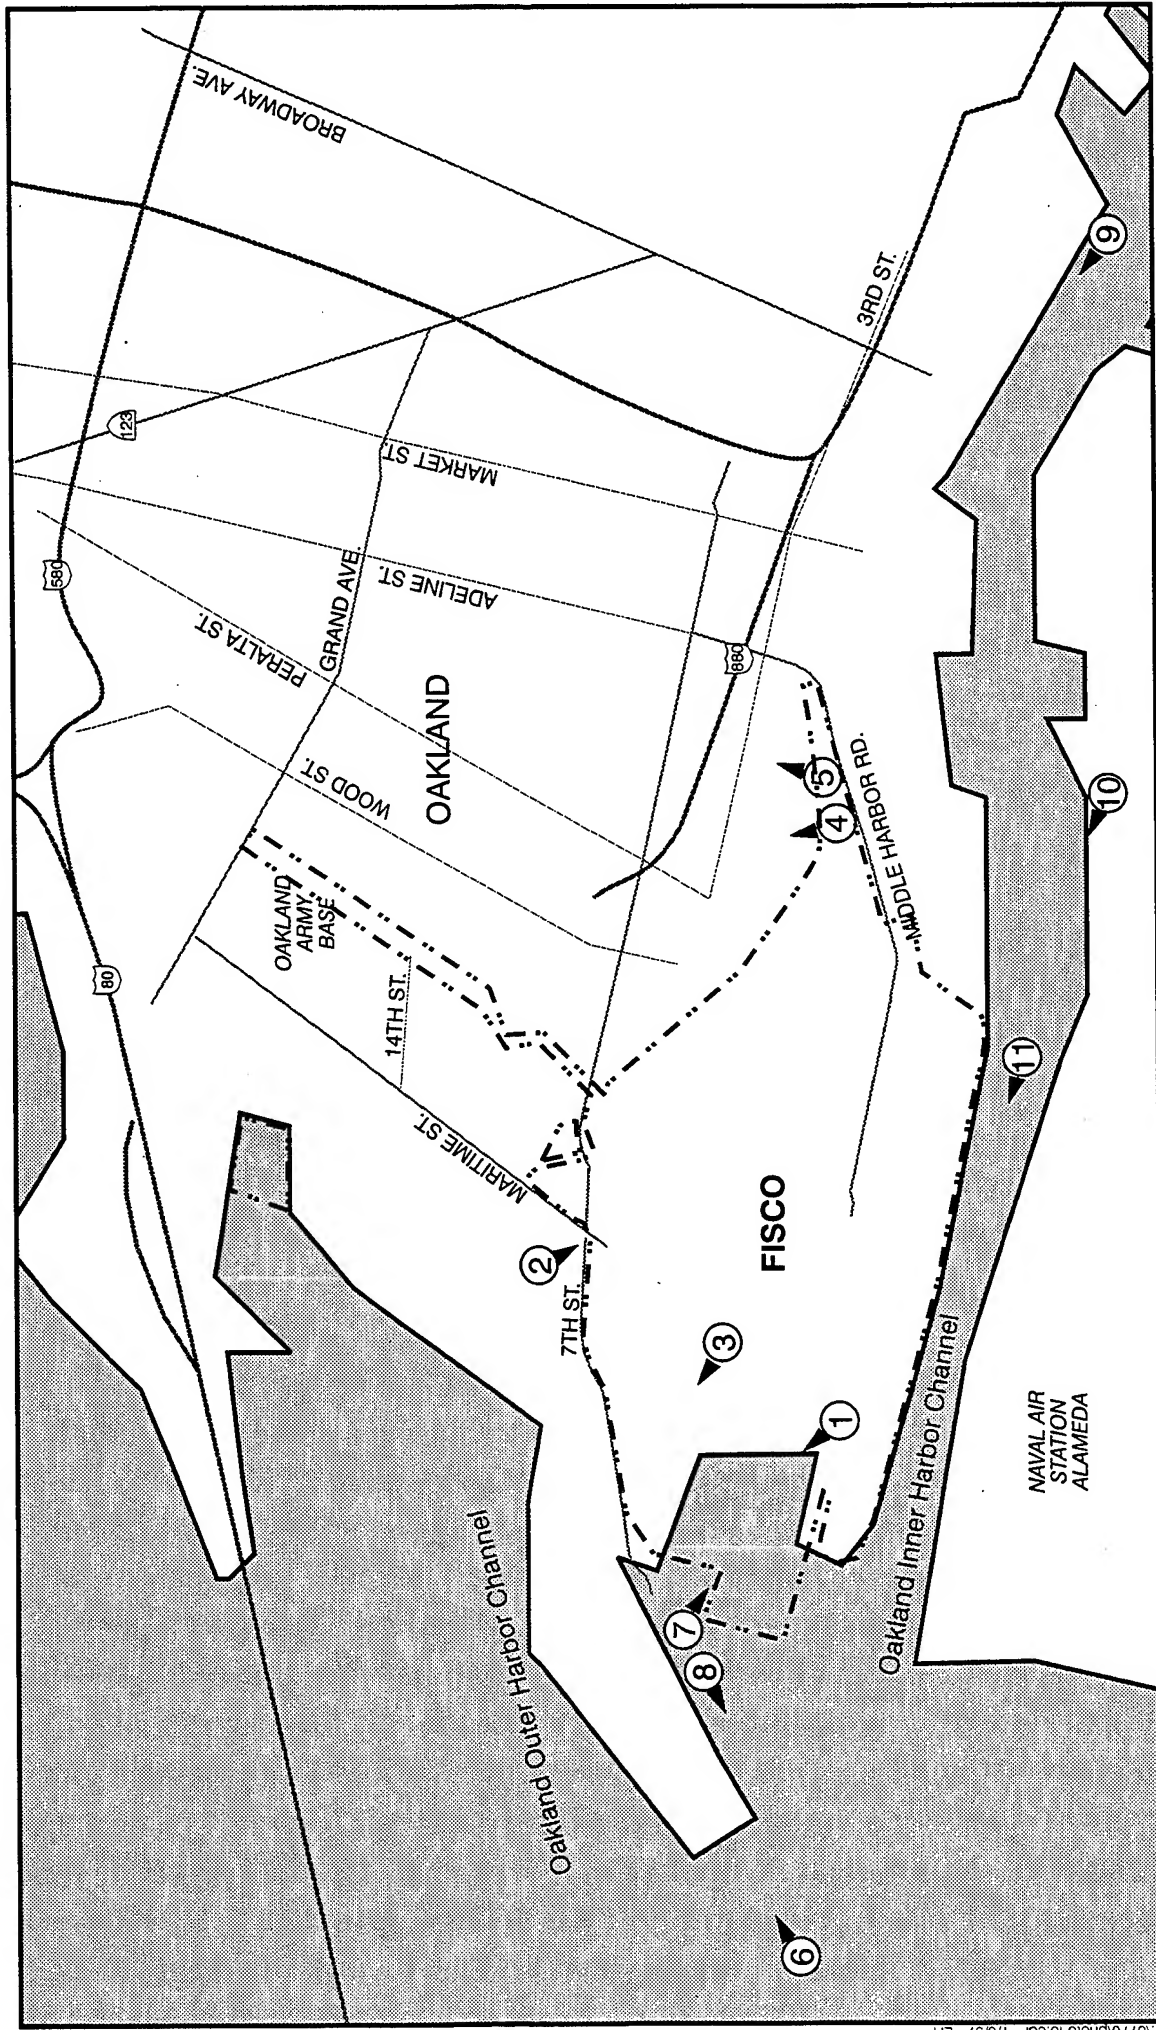 580
80
123
880
BROADWAY AVE.
MARKET ST.
ADELINE ST.
PERALTA ST.
GRAND AVE.
WOOD ST.
3RD ST.
OAKLAND
OAKLAND
ARMY
BASE
14TH ST.
MARITIME ST.
7TH ST.
MIDDLE HARBOR RD.
FISCO
Oakland Outer Harbor Channel
Oakland Inner Harbor Channel
NAVAL AIR
STATION
ALAMEDA
1
2
3
4
5
6
7
8
9
10
11